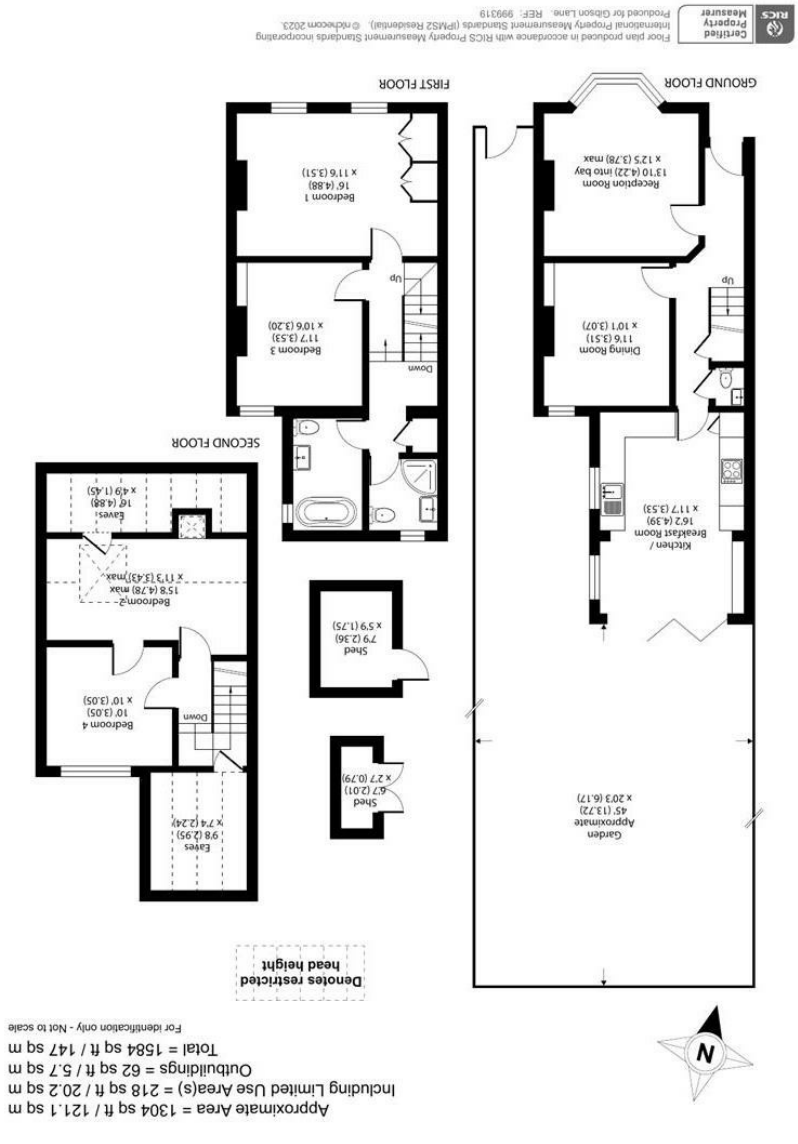 Approximate Area = 1304 sq ft / 121.1 sq m
Including Limited Use Area(s) = 218 sq ft / 20.2 sq m
Outbuildings = 62 sq ft / 5.7 sq m
Total = 1584 sq ft / 147 sq m
For identification only - Not to scale
N
Denotes restricted
head height
Garden
Approximate
45' (13.72)
x 20'3 (6.17)
Shed
6'7 (2.01)
x 2'7 (0.79)
Shed
7'9 (2.36)
x 5'9 (1.75)
Eaves
9'8 (2.95)
x 7'4 (2.24)
Down
Bedroom 4
10' (3.05)
x 10' (3.05)
Bedroom 2
15'8 (4.78) max
x 11'3 (3.43) max
Eaves
16' (4.88)
x 4'9 (1.45)
SECOND FLOOR
Kitchen /
Breakfast Room
16'2 (4.39)
x 11'7 (3.53)
Dining Room
11'6 (3.51)
x 10'1 (3.07)
Up
Reception Room
13'10 (4.22) into bay
x 12'5 (3.78) max
GROUND FLOOR
Down
Up
Bedroom 3
11'7 (3.53)
x 10'6 (3.20)
Bedroom 1
16' (4.88)
x 11'6 (3.51)
FIRST FLOOR
RICS
Certified
Property
Measurer
Floor plan produced in accordance with RICS Property Measurement Standards incorporating
International Property Measurement Standards (IPMS2 Residential). ©nichecom 2023.
Produced for Gibson Lane. REF: 999319